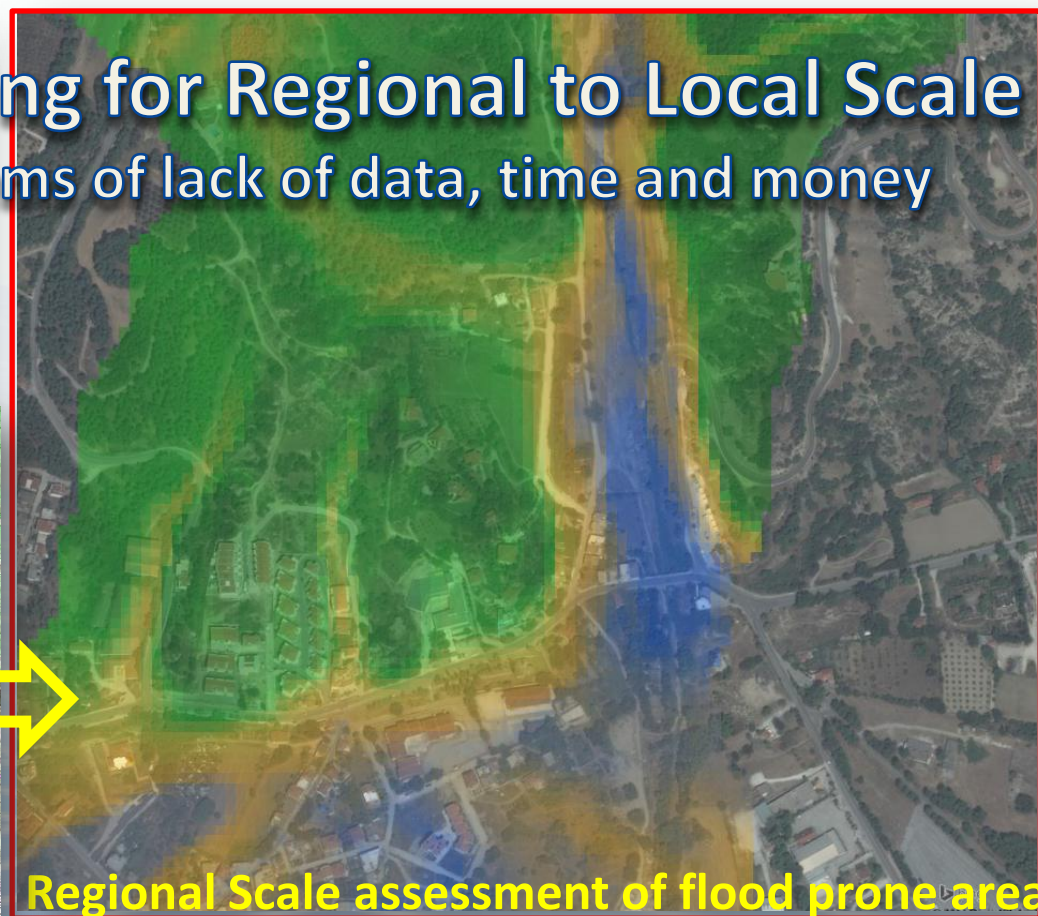 ng for Regional to Local Scale
ms of lack of data, time and money
Regional Scale assessment of flood prone area